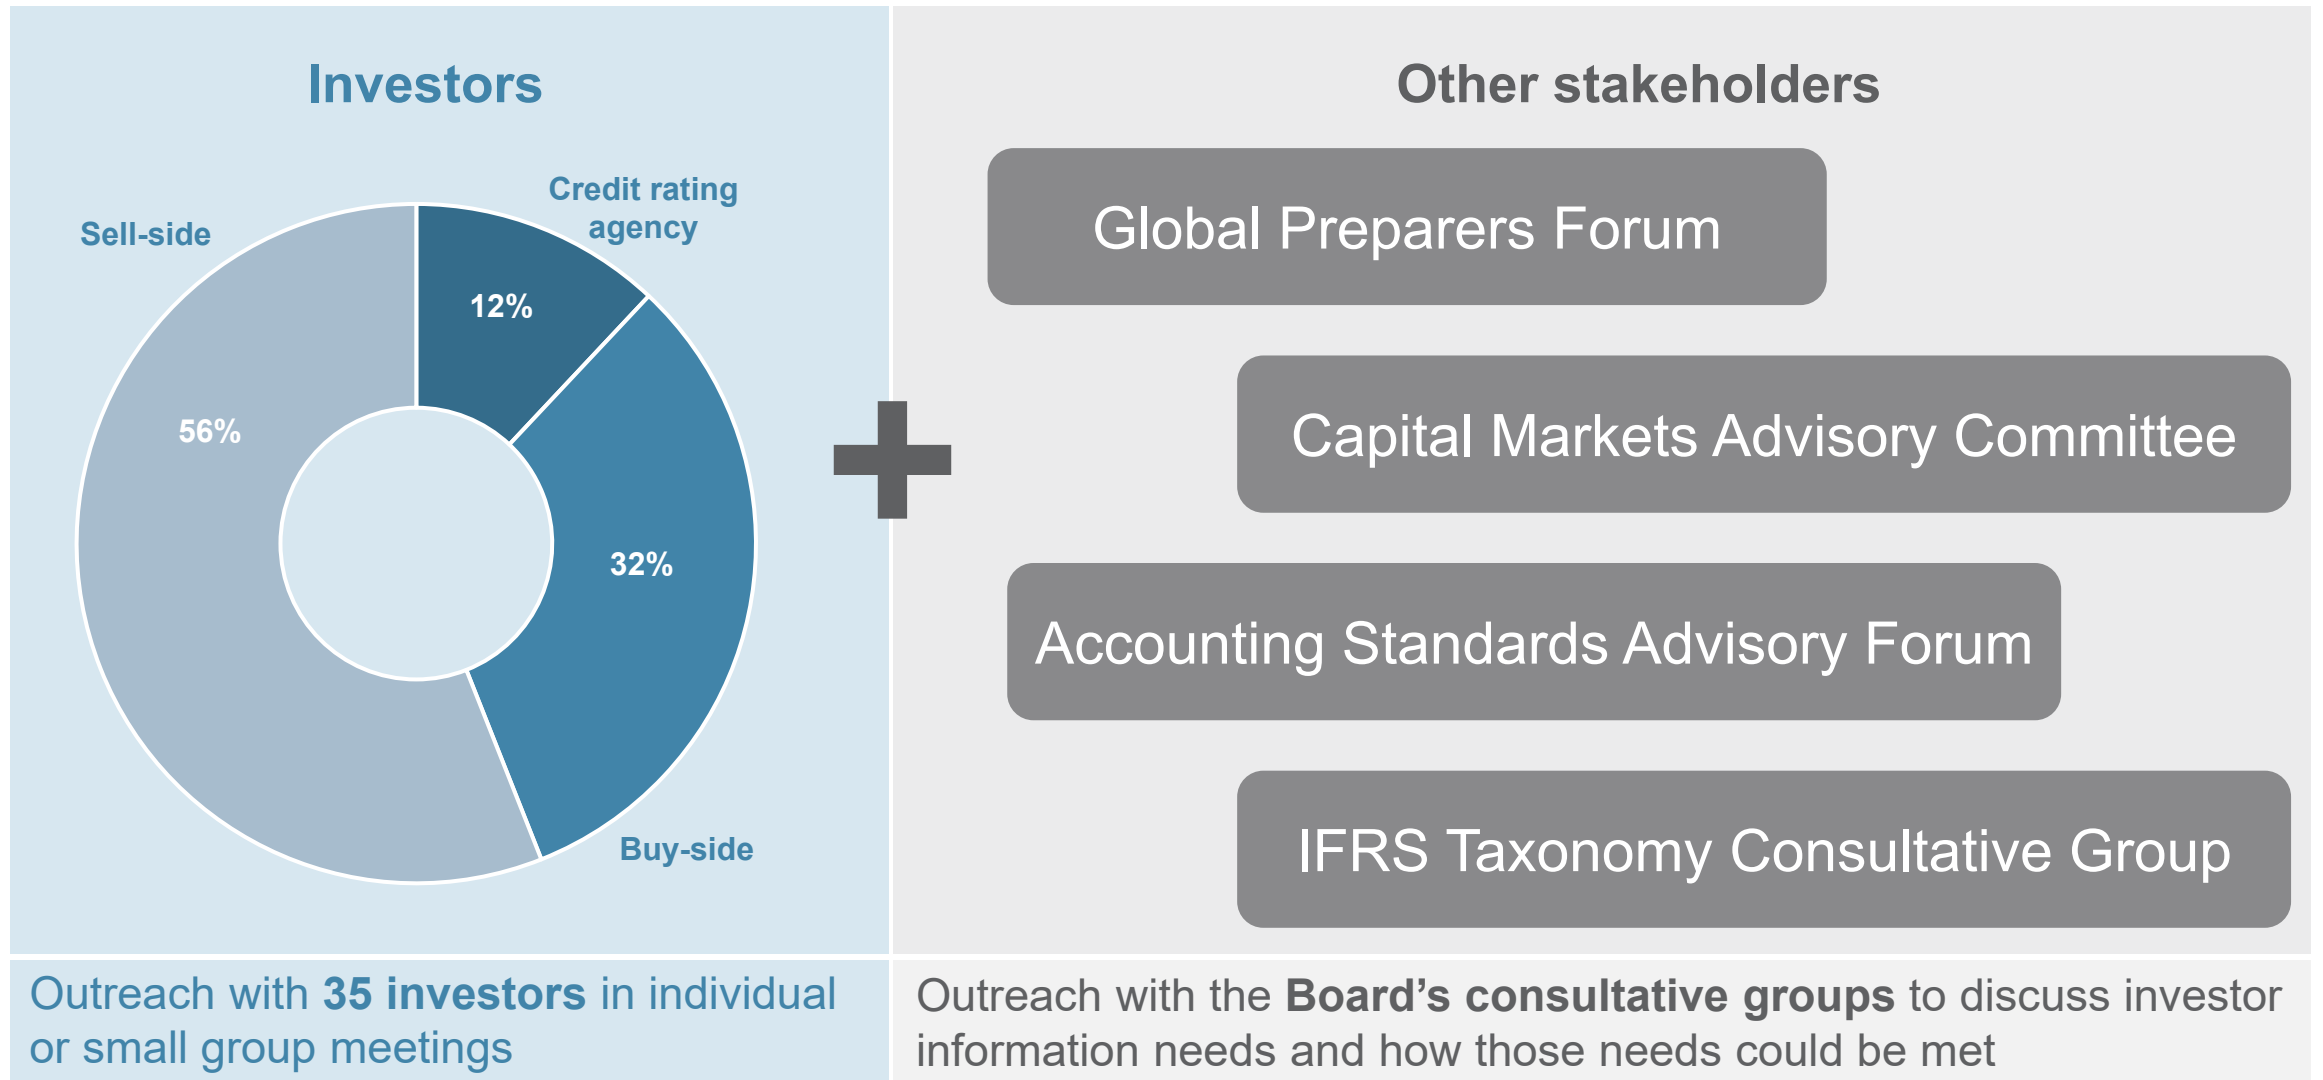 Investors
Credit rating
agency
Sell-side
12%
56%
32%
Buy-side
Outreach with 35 investors in individual
or small group meetings
Other stakeholders
Global Preparers Forum
Capital Markets Advisory Committee
Accounting Standards Advisory Forum
IFRS Taxonomy Consultative Group
Outreach with the Board’s consultative groups to discuss investor
information needs and how those needs could be met